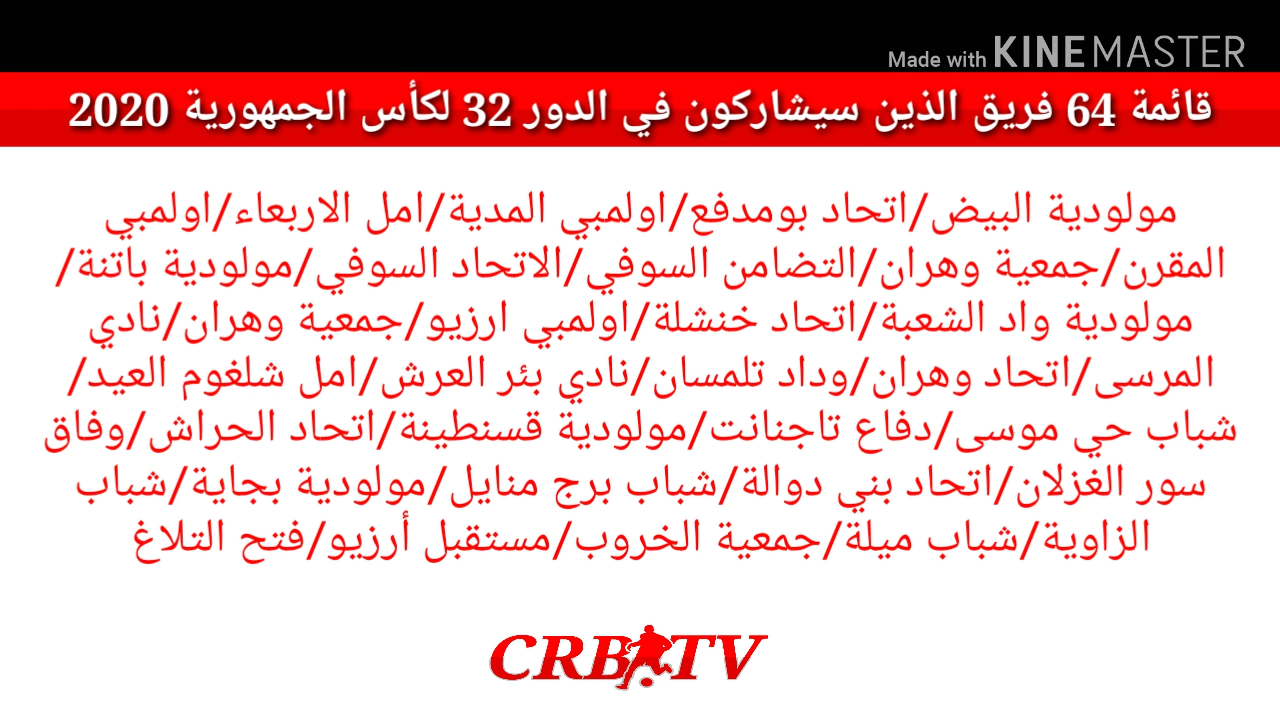 Made with KINEMASTER
قائمة 64 فريق الذين سيشاركون في الدور 32 لكأس الجمهورية 2020
مولودية البيض/اتحاد بومدفع/اولمبي المدية/امل الاربعاء/اولمبي
المقرن/جمعية وهران/التضامن السوفي/الاتحاد السوفي/مولودية باتنة/
مولودية واد الشعبة/اتحاد خنشلة/اولمبي ارزيو/جمعية وهران/نادي
المرسى/اتحاد وهران/وداد تلمسان/نادي بئر العرش/امل شلغوم العيد/
شباب حي موسى/دفاع تاجنانت/مولودية قسنطينة/اتحاد الحراش/وفاق
سور الغزلان/اتحاد بني دوالة/شباب برج منايل/مولودية بجاية/شباب
الزاوية/شباب ميلة/جمعية الخروب/مستقبل أرزيو/فتح التلاغ
CRB TV